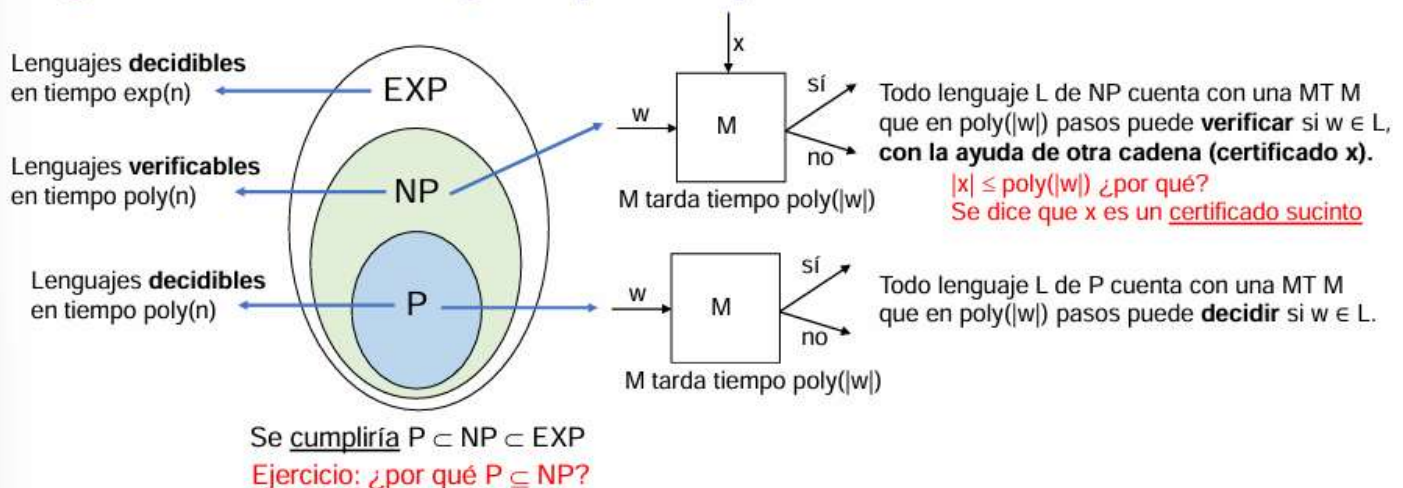 Lenguajes decidibles
en tiempo exp(n)
EXP
Lenguajes verificables
en tiempo poly(n)
NP
Lenguajes decidibles
en tiempo poly(n)
P
Se cumpliría P ⊂ NP ⊂ EXP
Ejercicio: ¿por qué P ⊆ NP?
x
w
M
sí
no
M tarda tiempo poly(|w|)
Todo lenguaje L de NP cuenta con una MT M
que en poly(|w|) pasos puede verificar si w ∈ L,
con la ayuda de otra cadena (certificado x).
|x| ≤ poly(|w|) ¿por qué?
Se dice que x es un certificado sucinto
w
M
sí
no
M tarda tiempo poly(|w|)
Todo lenguaje L de P cuenta con una MT M
que en poly(|w|) pasos puede decidir si w ∈ L.